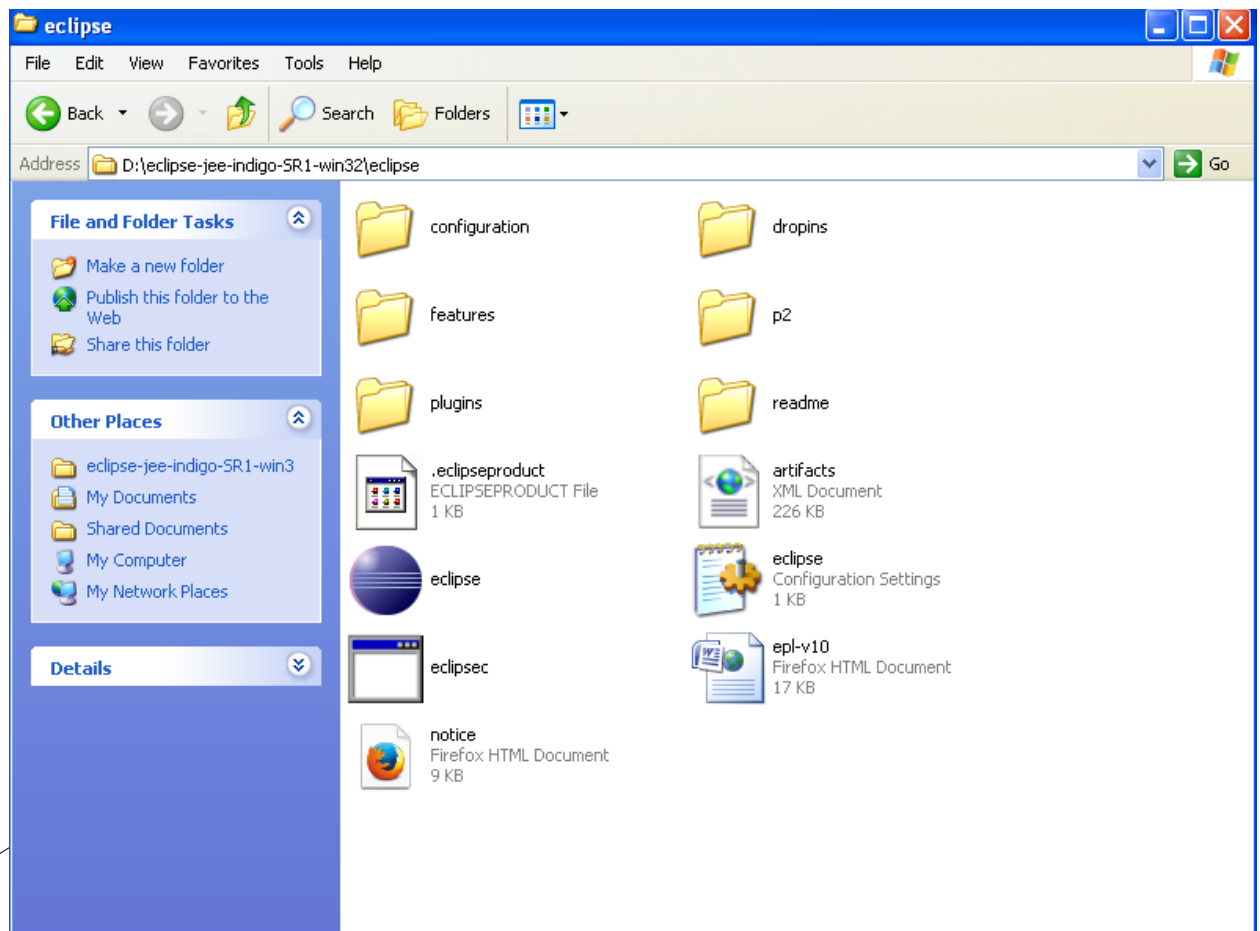 eclipse
File Edit View Favorites Tools Help
Back Search Folders
Address D:\eclipse-jee-indigo-SR1-win32\eclipse Go
File and Folder Tasks
Make a new folder
Publish this folder to the
Web
Share this folder
Other Places
eclipse-jee-indigo-SR1-win3
My Documents
Shared Documents
My Computer
My Network Places
Details
configuration
dropins
features
p2
plugins
readme
.eclipseproduct
ECLIPSEPRODUCT File
1 KB
artifacts
XML Document
226 KB
eclipse
eclipse
Configuration Settings
1 KB
eclipsec
epl-v10
Firefox HTML Document
17 KB
notice
Firefox HTML Document
9 KB